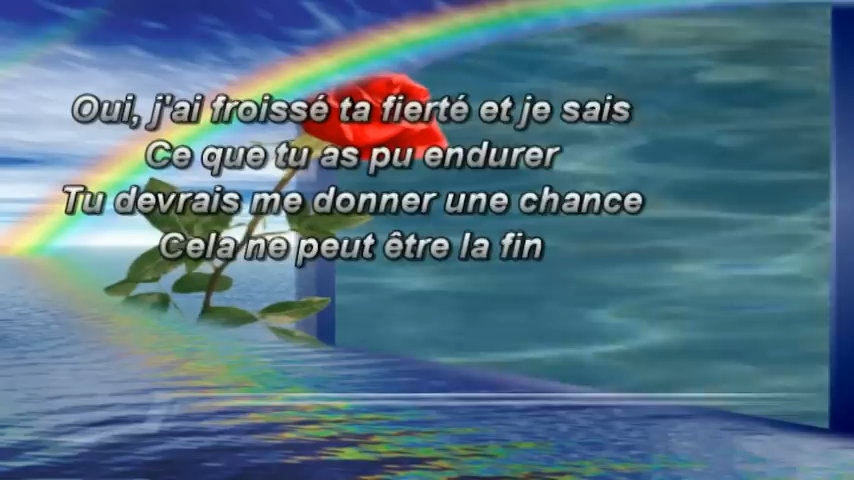 Oui, j'ai froissé ta fierté et je sais
Ce que tu as pu endurer
Tu devrais me donner une chance
Cela ne peut être la fin